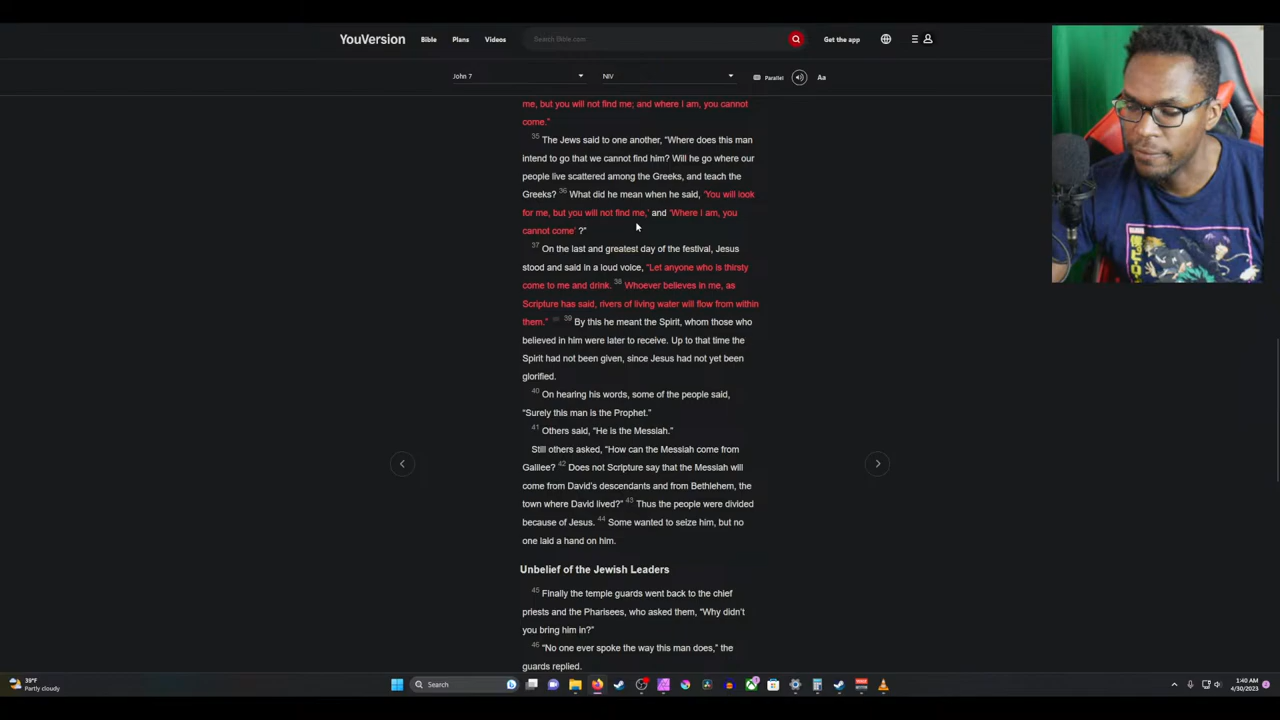 YouVersion Bible Plans Videos Search Bible.com Get the app
John 7 NIV Parallel Aa
me, but you will not find me; and where I am, you cannot
come.”
35 The Jews said to one another, “Where does this man
intend to go that we cannot find him? Will he go where our
people live scattered among the Greeks, and teach the
Greeks? 36 What did he mean when he said, ‘You will look
for me, but you will not find me,’ and ‘Where I am, you
cannot come’ ?”
37 On the last and greatest day of the festival, Jesus
stood and said in a loud voice, “Let anyone who is thirsty
come to me and drink. 38 Whoever believes in me, as
Scripture has said, rivers of living water will flow from within
them.” 39 By this he meant the Spirit, whom those who
believed in him were later to receive. Up to that time the
Spirit had not been given, since Jesus had not yet been
glorified.
40 On hearing his words, some of the people said,
“Surely this man is the Prophet.”
41 Others said, “He is the Messiah.”
Still others asked, “How can the Messiah come from
Galilee? 42 Does not Scripture say that the Messiah will
come from David’s descendants and from Bethlehem, the
town where David lived?” 43 Thus the people were divided
because of Jesus. 44 Some wanted to seize him, but no
one laid a hand on him.
Unbelief of the Jewish Leaders
45 Finally the temple guards went back to the chief
priests and the Pharisees, who asked them, “Why didn’t
you bring him in?”
46 “No one ever spoke the way this man does,” the
guards replied.
39°F
Partly cloudy
Search
1:40 AM
4/30/2023